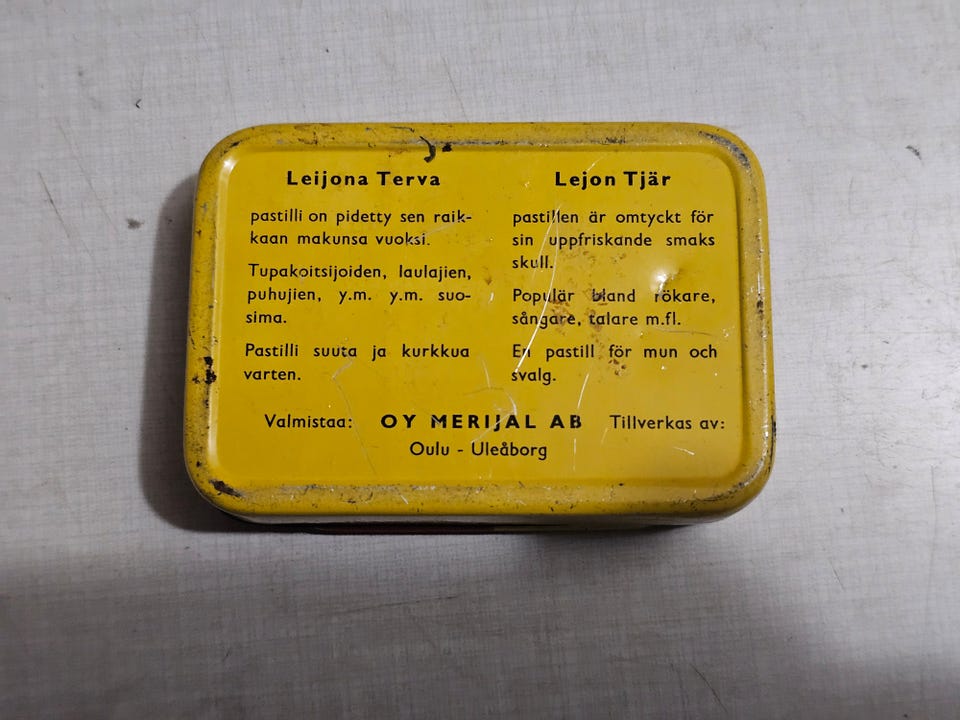 Leijona Terva
pastilli on pidetty sen raik-
kaan makunsa vuoksi.
Tupakoitsijoiden, laulajien,
puhujien, y.m. y.m. suo-
sima.
Pastilli suuta ja kurkkua
varten.
Lejon Tjär
pastillen är omtyckt för
sin uppfriskande smaks
skull.
Populär bland rökare,
sångare, talare m.fl.
En pastill för mun och
svalg.
Valmistaa: OY MERIJAL AB Tillverkas av:
Oulu - Uleåborg